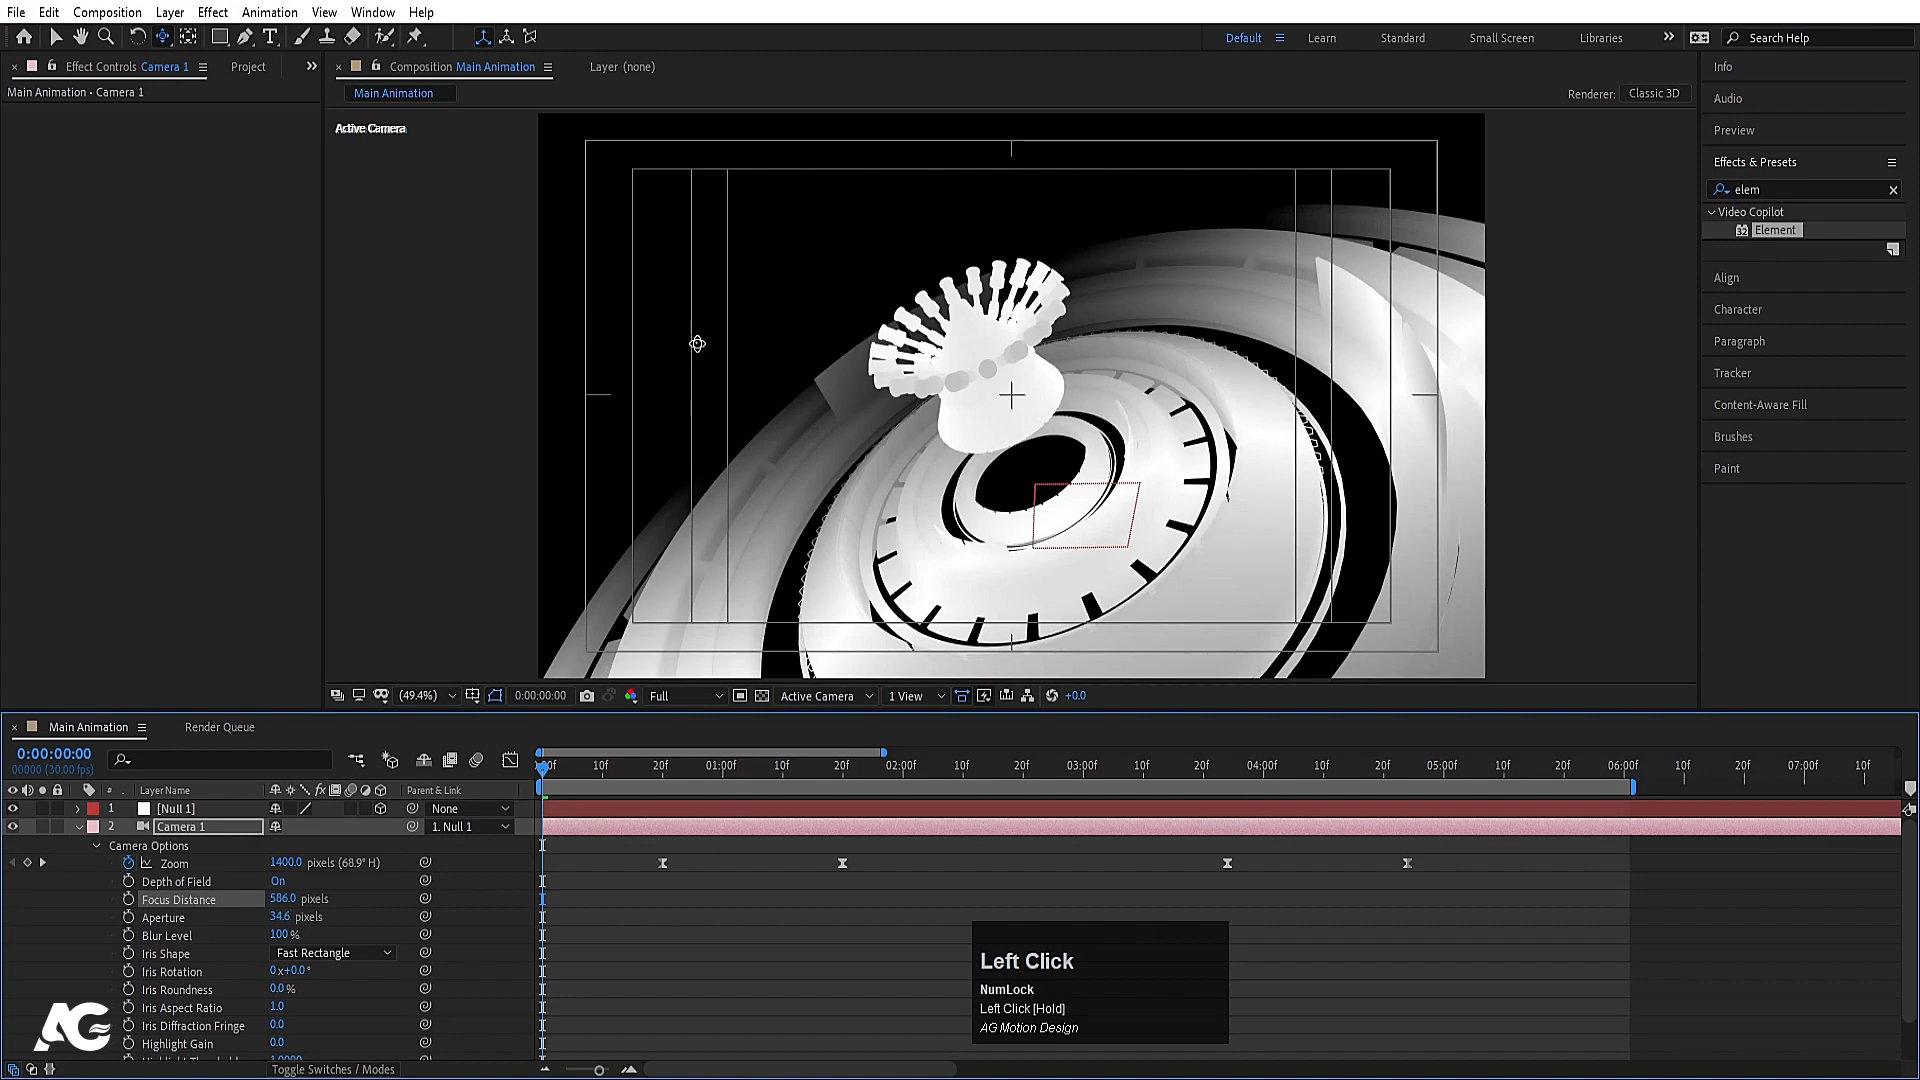 File Edit Composition Layer Effect Animation View Window Help
Default Learn Standard Small Screen Libraries Search Help
Effect Controls Camera 1 Project
Main Animation • Camera 1
Composition Main Animation Layer (none)
Main Animation
Renderer: Classic 3D
Active Camera
Info
Audio
Preview
Effects & Presets
elem
Video Copilot
32 Element
Align
Character
Paragraph
Tracker
Content-Aware Fill
Brushes
Paint
(49.4%) 0:00:00:00 Full Active Camera 1 View +0.0
Main Animation Render Queue
0:00:00:00
00000 (30.00 fps)
10f 20f 01:00f 10f 20f 02:00f 10f 20f 03:00f 10f 20f 04:00f 10f 20f 05:00f 10f 20f 06:00f 10f 20f 07:00f 10f
# Layer Name Parent & Link
1 [Null 1] None
2 Camera 1 1. Null 1
Camera Options
Zoom 1400.0 pixels (68.9° H)
Depth of Field On
Focus Distance 586.0 pixels
Aperture 34.6 pixels
Blur Level 100 %
Iris Shape Fast Rectangle
Iris Rotation 0x+0.0°
Iris Roundness 0.0 %
Iris Aspect Ratio 1.0
Iris Diffraction Fringe 0.0
Highlight Gain 0.0
Toggle Switches / Modes
Left Click
NumLock
Left Click [Hold]
AG Motion Design
AG